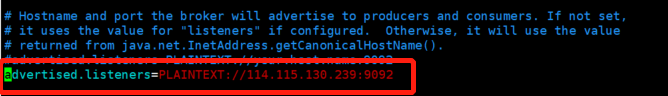 # Hostname and port the broker will advertise to producers and consumers. If not set,
# it uses the value for "listeners" if configured.  Otherwise, it will use the value
# returned from java.net.InetAddress.getCanonicalHostName().
#advertised.listeners=PLAINTEXT://your.host.name:9092
advertised.listeners=PLAINTEXT://114.115.130.239:9092